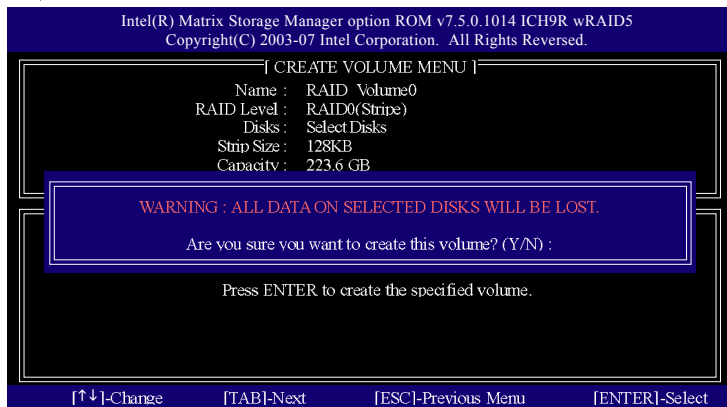 Intel(R) Matrix Storage Manager option ROM v7.5.0.1014 ICH9R wRAID5
Copyright(C) 2003-07 Intel Corporation. All Rights Reversed.
[ CREATE VOLUME MENU ]
Name : RAID_Volume0
RAID Level : RAID0(Stripe)
Disks : Select Disks
Strip Size : 128KB
Capacity : 223.6 GB
WARNING : ALL DATA ON SELECTED DISKS WILL BE LOST.
Are you sure you want to create this volume? (Y/N) :
Press ENTER to create the specified volume.
[↑↓]-Change [TAB]-Next [ESC]-Previous Menu [ENTER]-Select